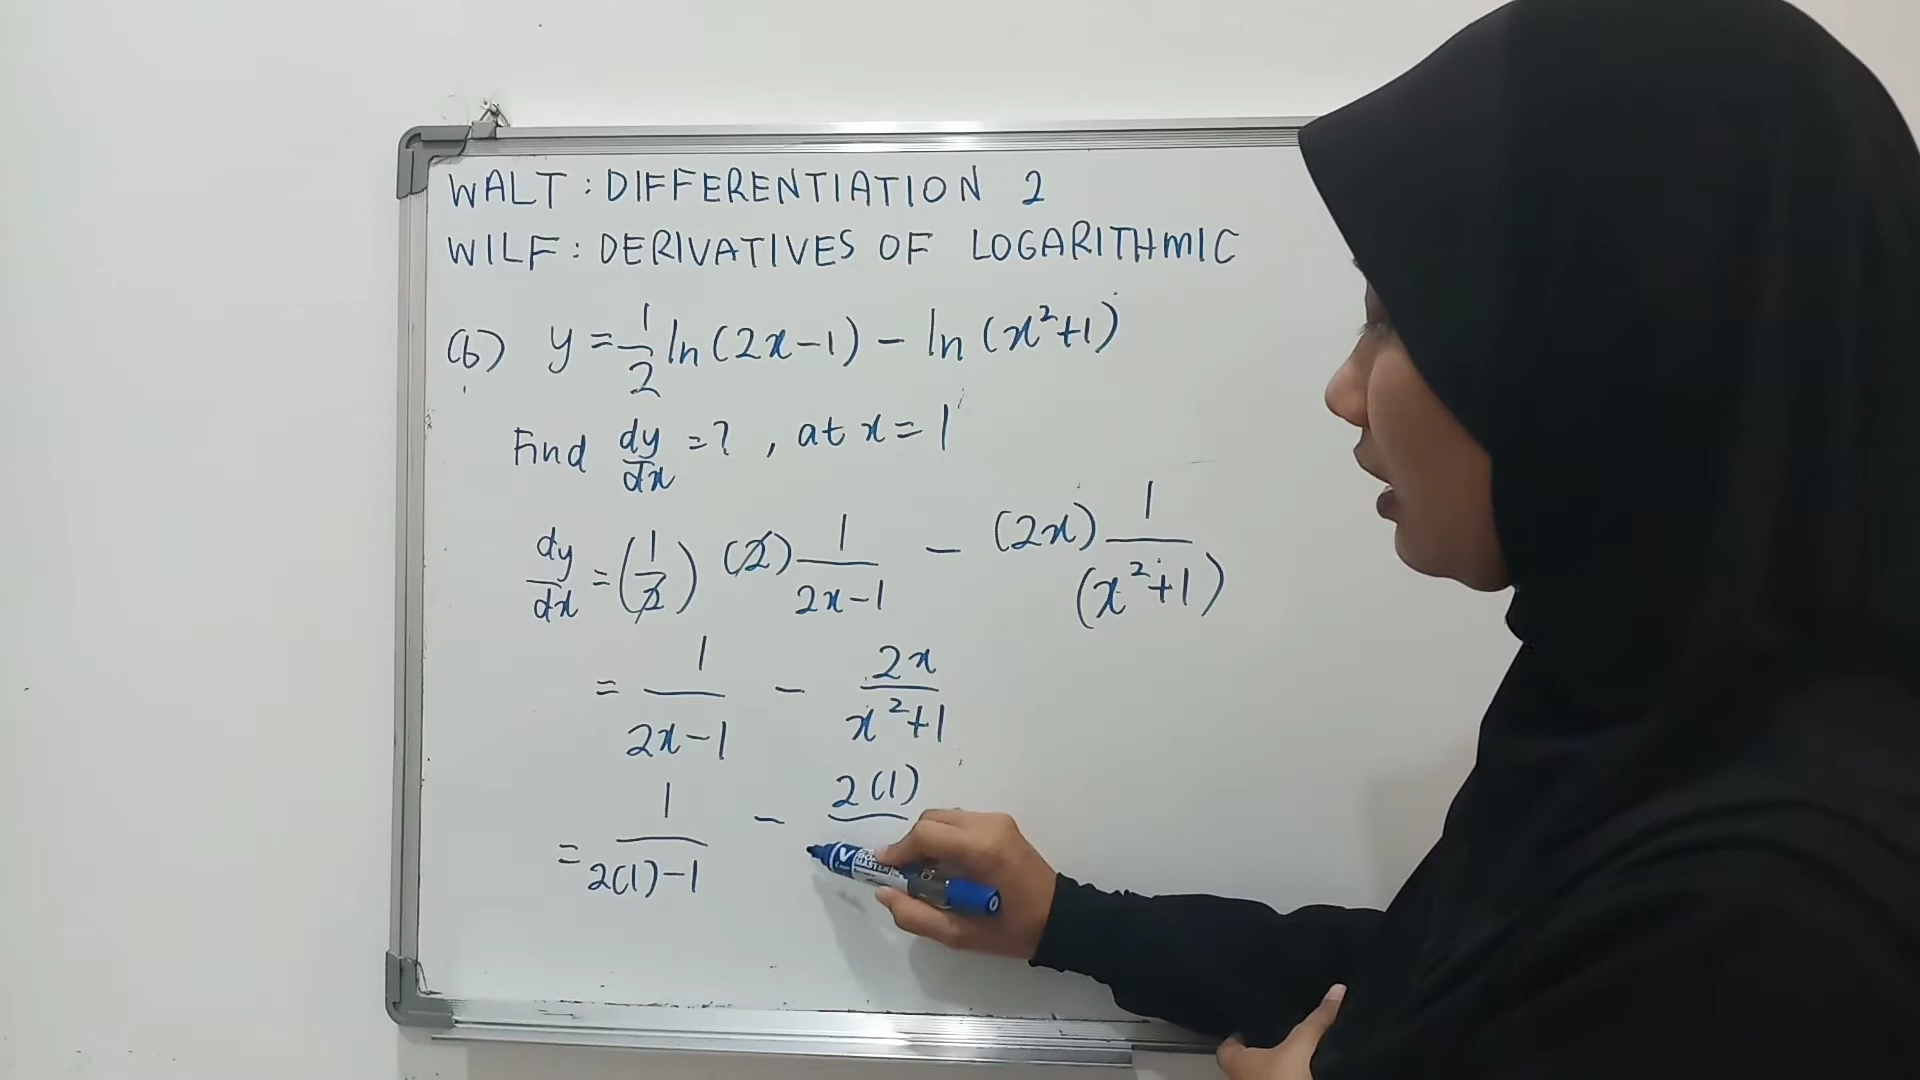 WALT : DIFFERENTIATION 2
WILF : DERIVATIVES OF LOGARITHMIC
(b) y = 1/2 ln (2x-1) - ln (x²+1)
Find dy/dx = ? , at x = 1
dy/dx = (1/2) (2) 1/(2x-1) - (2x) 1/(x²+1)
= 1/(2x-1) - 2x/(x²+1)
= 1/(2(1)-1) - 2(1)/
V BOARD MASTER